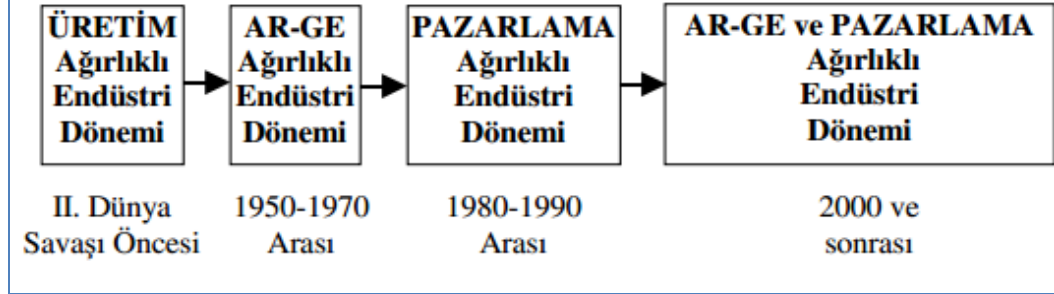 ÜRETİM
Ağırlıklı
Endüstri
Dönemi
AR-GE
Ağırlıklı
Endüstri
Dönemi
PAZARLAMA
Ağırlıklı
Endüstri
Dönemi
AR-GE ve PAZARLAMA
Ağırlıklı
Endüstri
Dönemi
II. Dünya
Savaşı Öncesi
1950-1970
Arası
1980-1990
Arası
2000 ve
sonrası